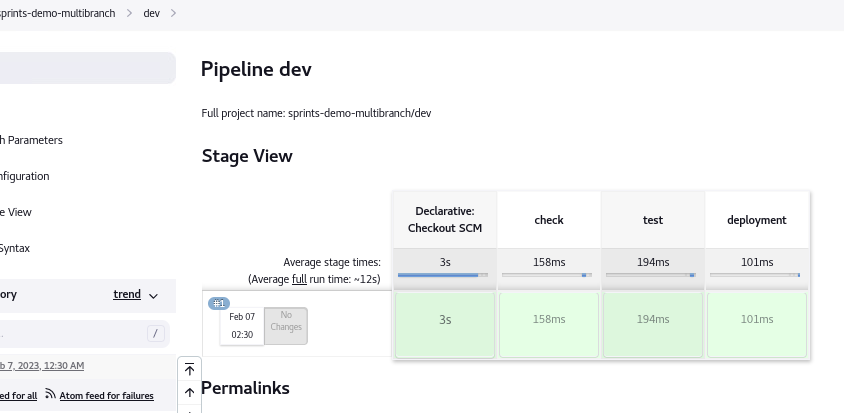 sprints-demo-multibranch > dev >
Pipeline dev
Full project name: sprints-demo-multibranch/dev
h Parameters
nfiguration
e View
Syntax
Stage View
Declarative:
Checkout SCM
check
test
deployment
Average stage times:
(Average full run time: ~12s)
3s
158ms
194ms
101ms
ory
trend
#1
Feb 07
02:30
No
Changes
3s
158ms
194ms
101ms
. /
b 7, 2023, 12:30 AM
ed for all
Atom feed for failures
Permalinks